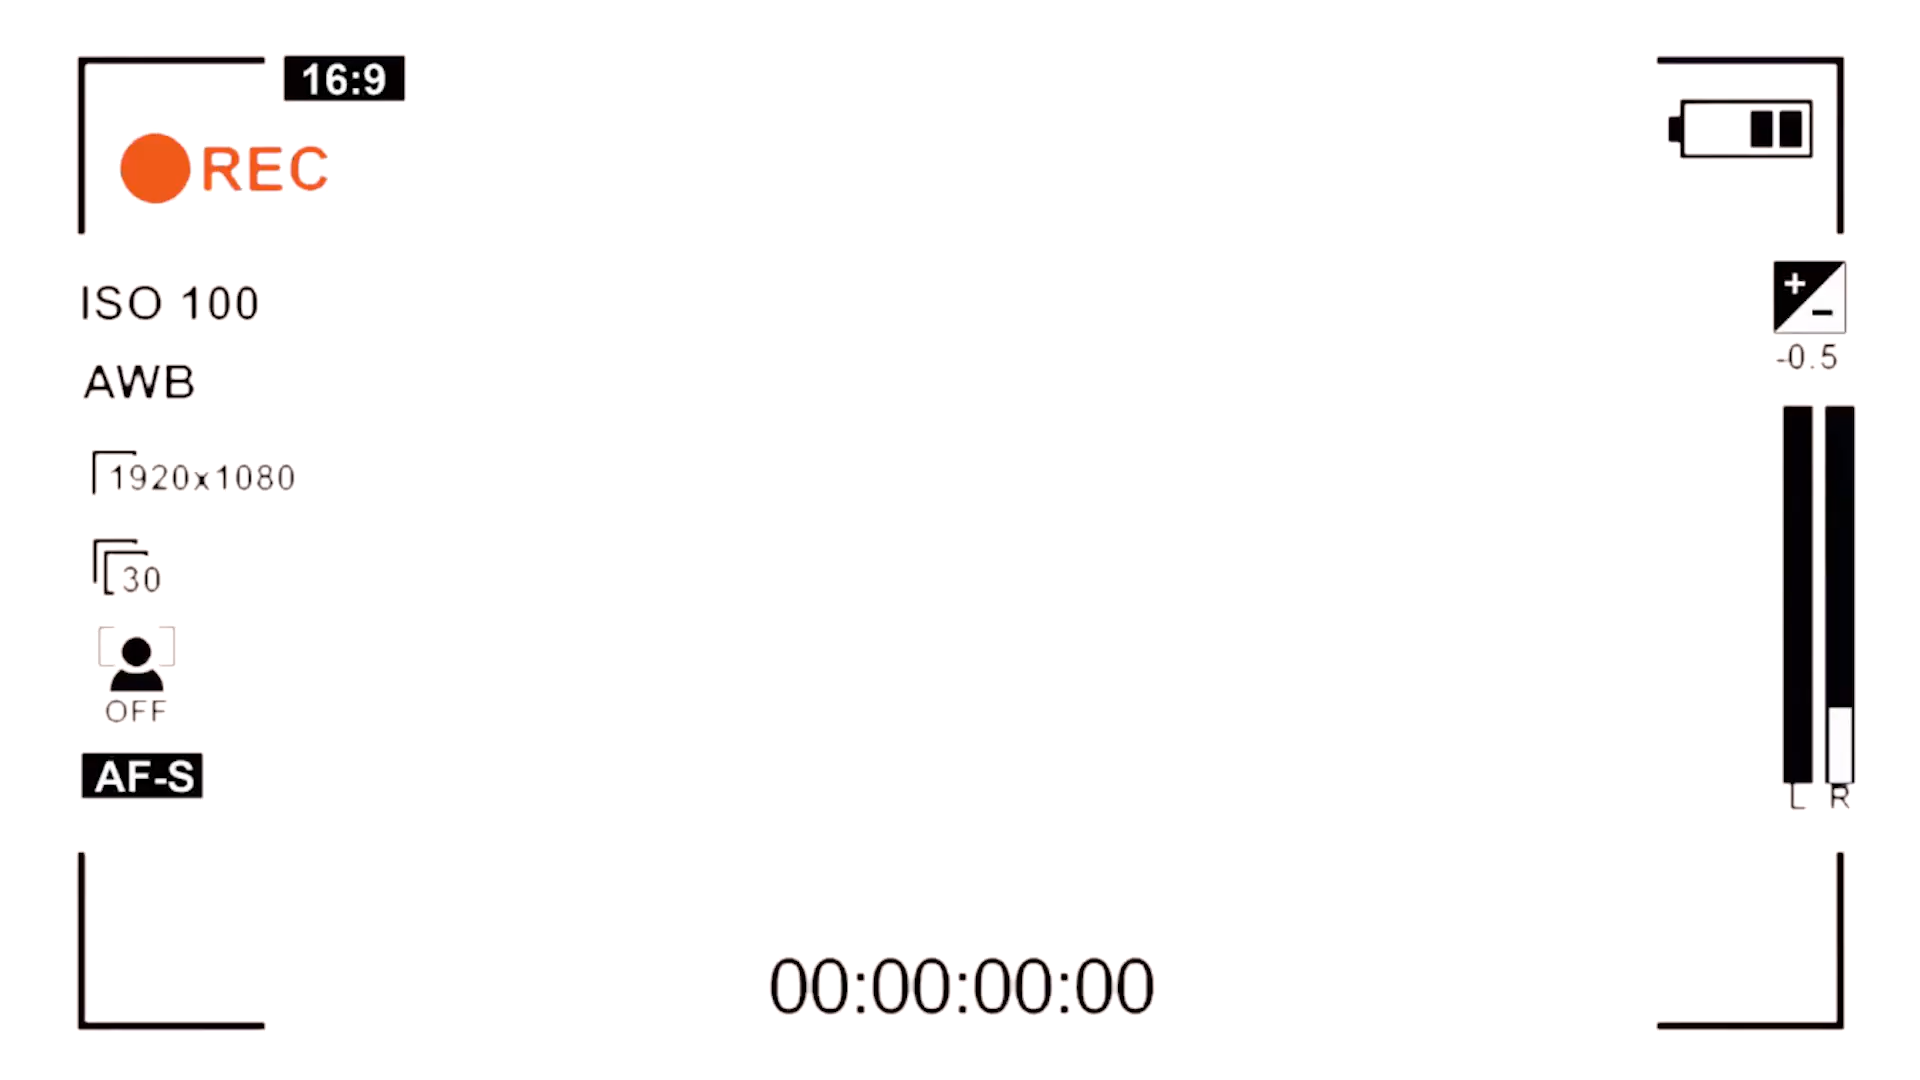 16:9
REC
ISO 100
+
-
-0.5
AWB
1920x1080
30
OFF
AF-S
L R
00:00:00:00